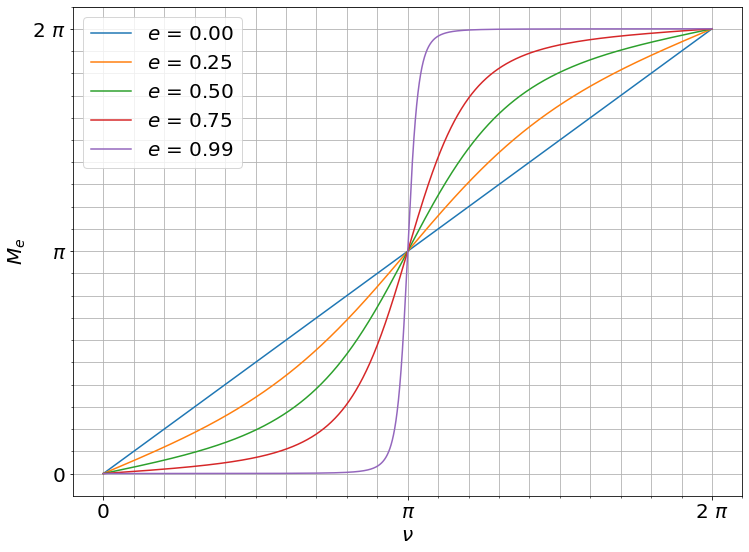 2 π
e = 0.00
e = 0.25
e = 0.50
e = 0.75
e = 0.99
π
M_e
0
0
π
2 π
ν